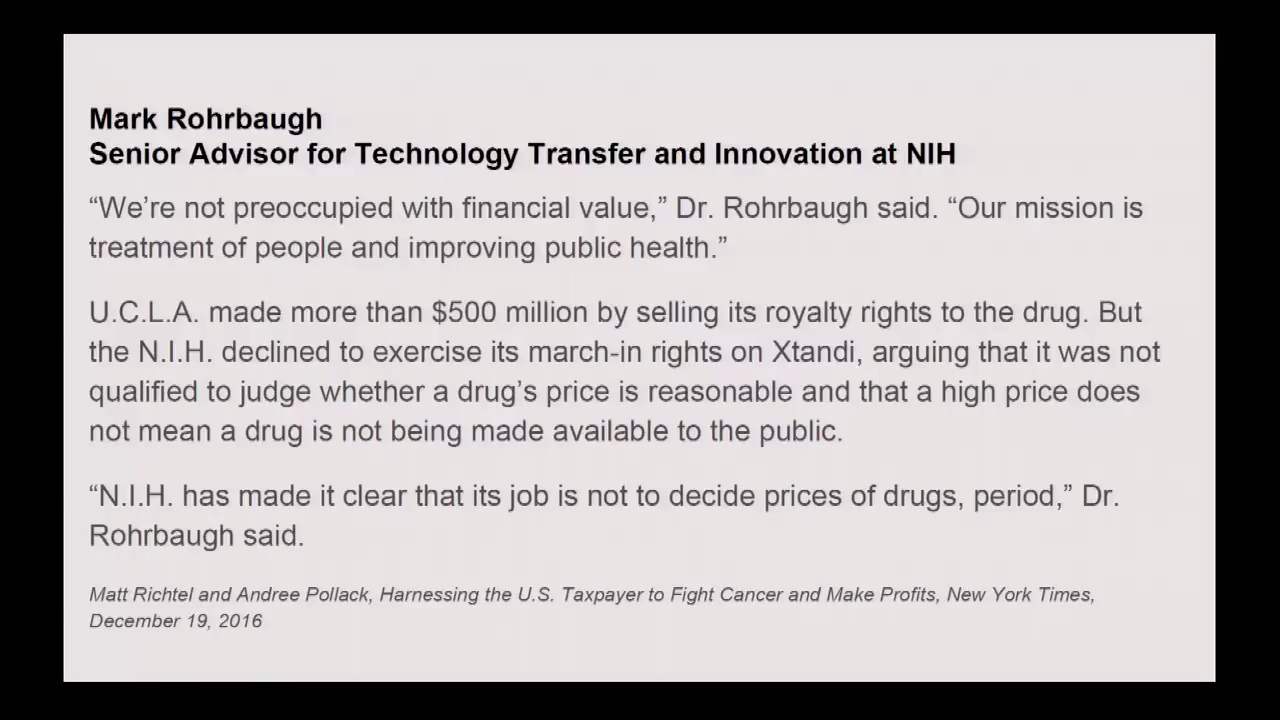 Mark Rohrbaugh
Senior Advisor for Technology Transfer and Innovation at NIH
“We’re not preoccupied with financial value,” Dr. Rohrbaugh said. “Our mission is
treatment of people and improving public health.”
U.C.L.A. made more than $500 million by selling its royalty rights to the drug. But
the N.I.H. declined to exercise its march-in rights on Xtandi, arguing that it was not
qualified to judge whether a drug’s price is reasonable and that a high price does
not mean a drug is not being made available to the public.
“N.I.H. has made it clear that its job is not to decide prices of drugs, period,” Dr.
Rohrbaugh said.
Matt Richtel and Andree Pollack, Harnessing the U.S. Taxpayer to Fight Cancer and Make Profits, New York Times,
December 19, 2016